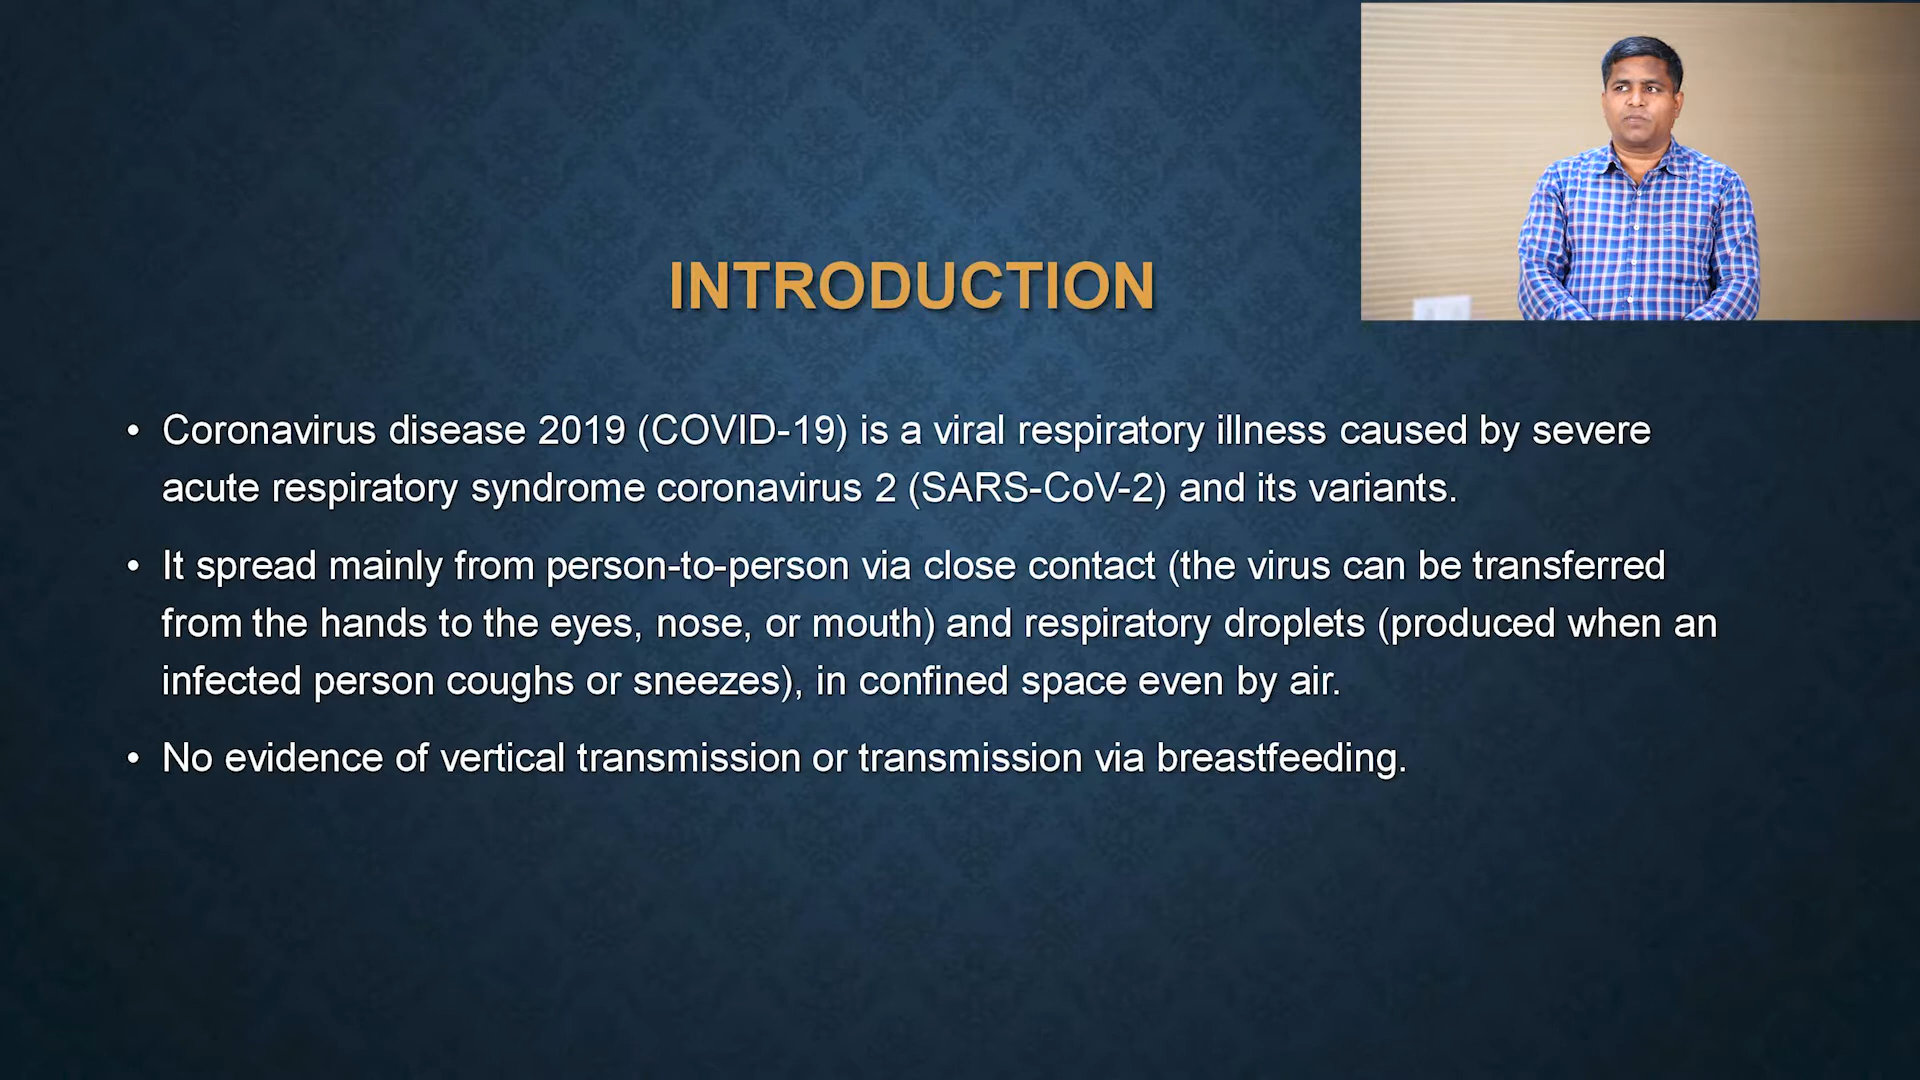 INTRODUCTION
• Coronavirus disease 2019 (COVID-19) is a viral respiratory illness caused by severe
acute respiratory syndrome coronavirus 2 (SARS-CoV-2) and its variants.
• It spread mainly from person-to-person via close contact (the virus can be transferred
from the hands to the eyes, nose, or mouth) and respiratory droplets (produced when an
infected person coughs or sneezes), in confined space even by air.
• No evidence of vertical transmission or transmission via breastfeeding.